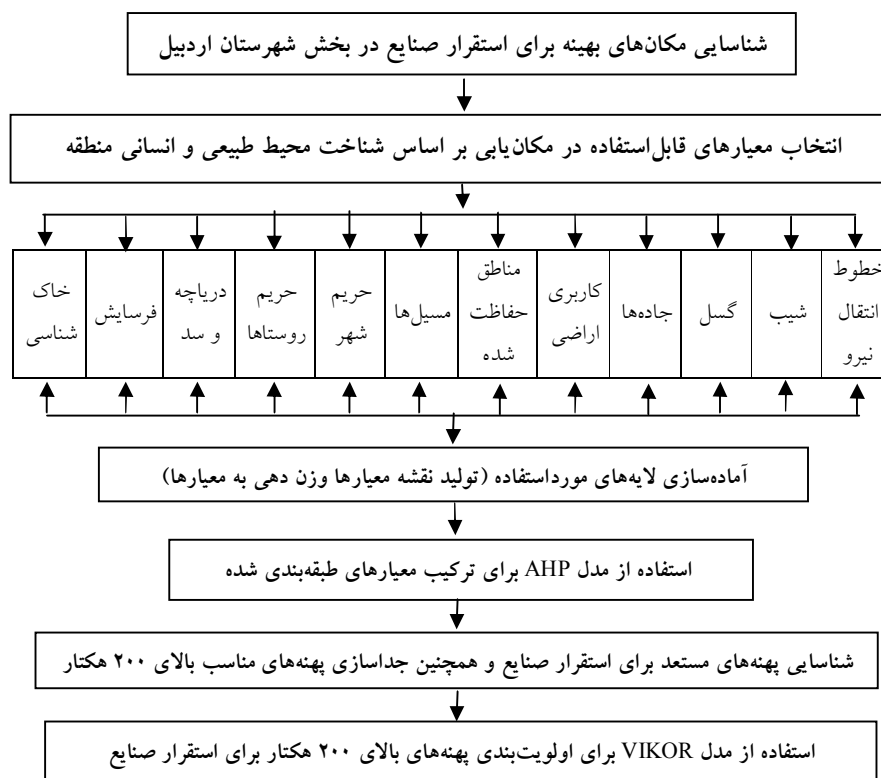 شناسایی مکان‌های بهینه برای استقرار صنایع در بخش شهرستان اردبیل
انتخاب معیارهای قابل‌استفاده در مکان‌یابی بر اساس شناخت محیط طبیعی و انسانی منطقه
خطوط
انتقال
نیرو
شیب
گسل
جاده‌ها
کاربری
اراضی
مناطق
حفاظت
شده
مسیل‌ها
حریم
شهر
حریم
روستاها
دریاچه
و سد
فرسایش
خاک
شناسی
آماده‌سازی لایه‌های مورداستفاده (تولید نقشه معیارها وزن دهی به معیارها)
استفاده از مدل AHP برای ترکیب معیارهای طبقه‌بندی شده
شناسایی پهنه‌های مستعد برای استقرار صنایع و همچنین جداسازی پهنه‌های مناسب بالای ۲۰۰ هکتار
استفاده از مدل VIKOR برای اولویت‌بندی پهنه‌های بالای ۲۰۰ هکتار برای استقرار صنایع